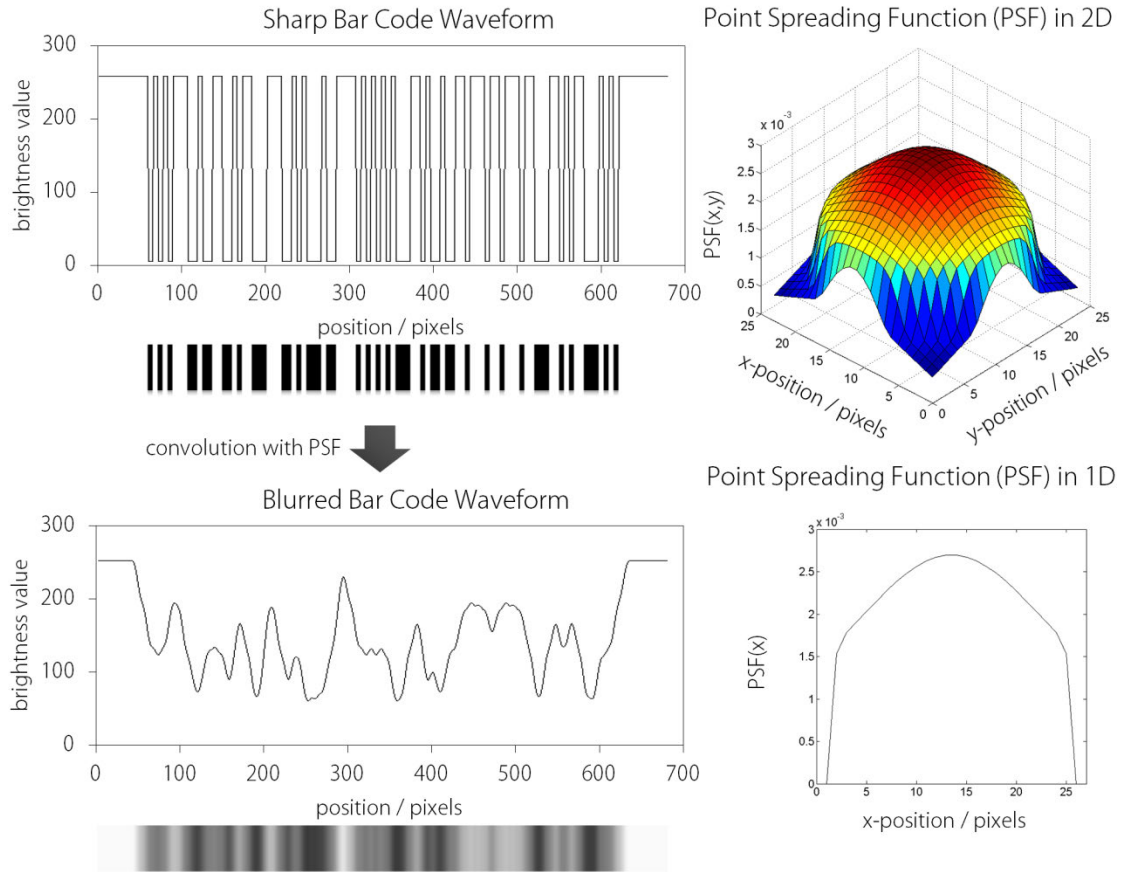 Sharp Bar Code Waveform
brightness value
300
200
100
0
0 100 200 300 400 500 600 700
position / pixels
convolution with PSF
Blurred Bar Code Waveform
brightness value
300
200
100
0
0 100 200 300 400 500 600 700
position / pixels
Point Spreading Function (PSF) in 2D
x 10⁻³
PSF(x,y)
3
2.5
2
1.5
1
0.5
0
25 20 15 10 5 0
x-position / pixels
0 5 10 15 20 25
y-position / pixels
Point Spreading Function (PSF) in 1D
x 10⁻³
PSF(x)
3
2.5
2
1.5
1
0.5
0
0 5 10 15 20 25
x-position / pixels